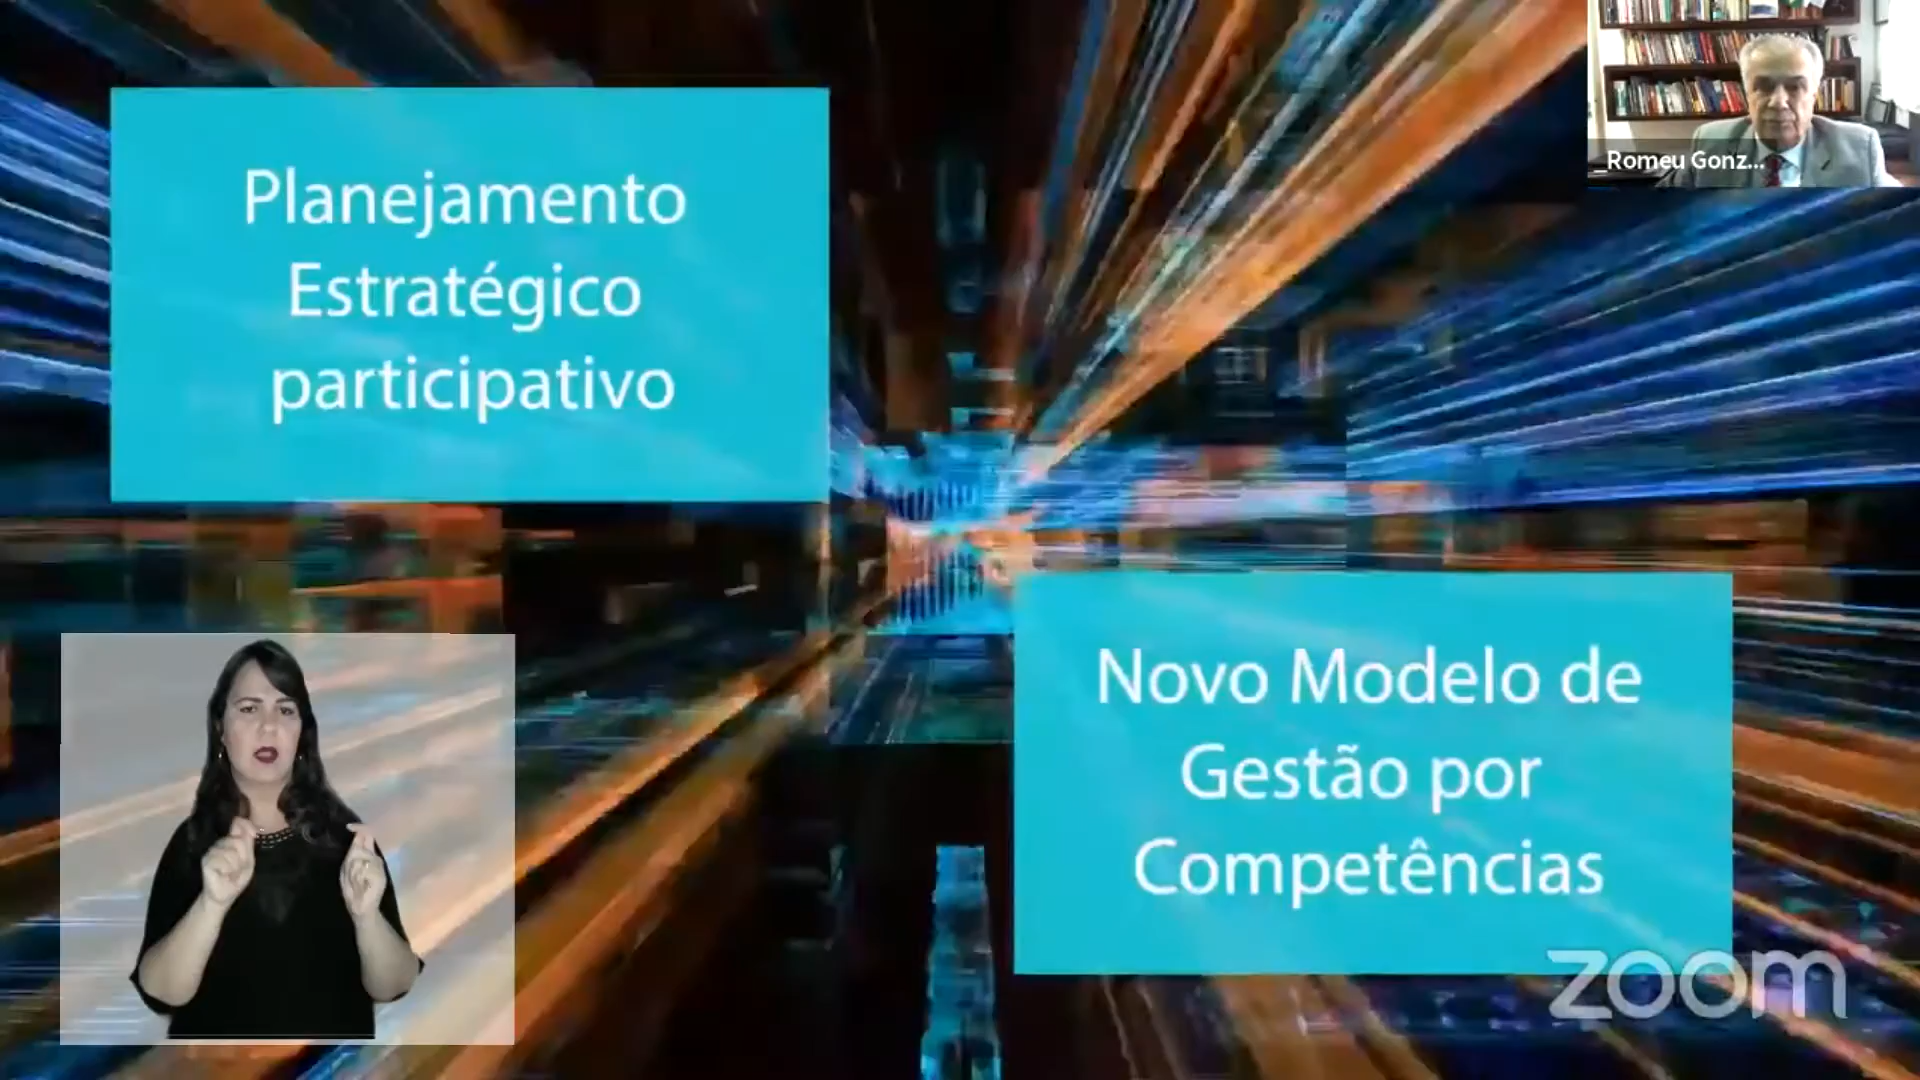 Planejamento
Estratégico
participativo
Romeu Gonz...
Novo Modelo de
Gestão por
Competências
zoom